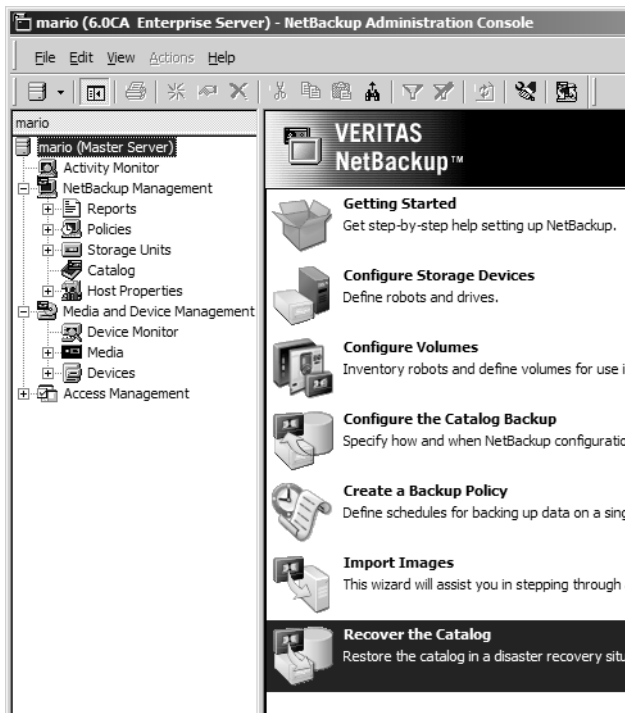 mario (6.0CA Enterprise Server) - NetBackup Administration Console
File Edit View Actions Help
mario
mario (Master Server)
Activity Monitor
NetBackup Management
Reports
Policies
Storage Units
Catalog
Host Properties
Media and Device Management
Device Monitor
Media
Devices
Access Management
VERITAS
NetBackup™
Getting Started
Get step-by-step help setting up NetBackup.
Configure Storage Devices
Define robots and drives.
Configure Volumes
Inventory robots and define volumes for use i
Configure the Catalog Backup
Specify how and when NetBackup configuratio
Create a Backup Policy
Define schedules for backing up data on a sing
Import Images
This wizard will assist you in stepping through
Recover the Catalog
Restore the catalog in a disaster recovery situ